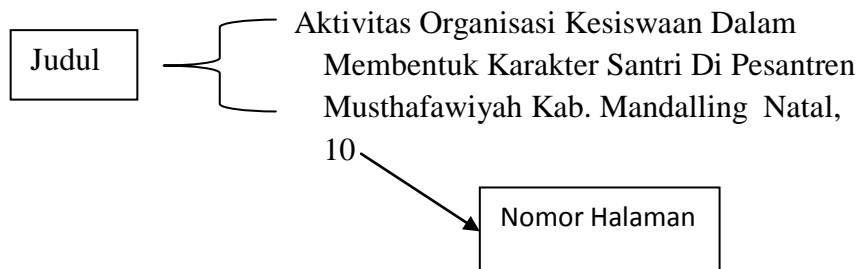 Judul
Aktivitas Organisasi Kesiswaan Dalam
Membentuk Karakter Santri Di Pesantren
Musthafawiyah Kab. Mandalling Natal,
10
Nomor Halaman